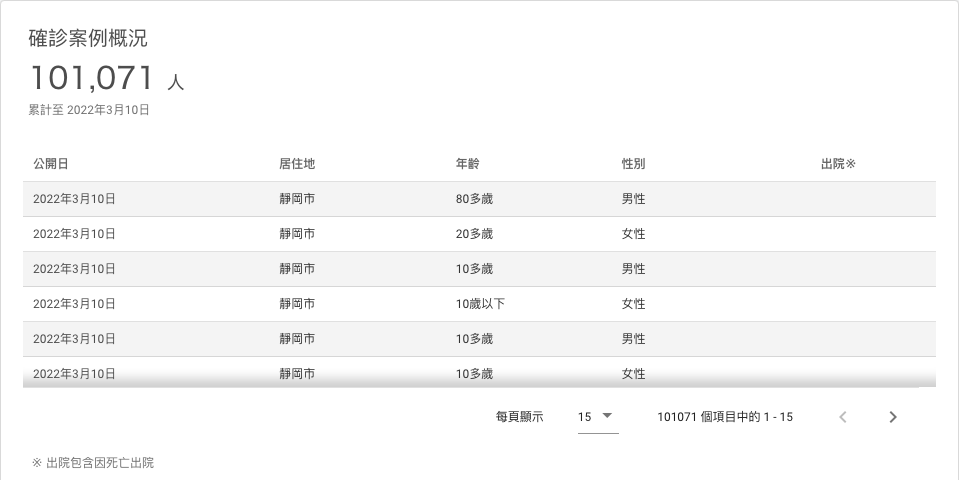 確診案例概況
101,071 人
累計至 2022年3月10日
公開日 居住地 年齡 性別 出院※
2022年3月10日 靜岡市 80多歲 男性
2022年3月10日 靜岡市 20多歲 女性
2022年3月10日 靜岡市 10多歲 男性
2022年3月10日 靜岡市 10歲以下 女性
2022年3月10日 靜岡市 10多歲 男性
2022年3月10日 靜岡市 10多歲 女性
每頁顯示 15 101071 個項目中的 1 - 15
※ 出院包含因死亡出院